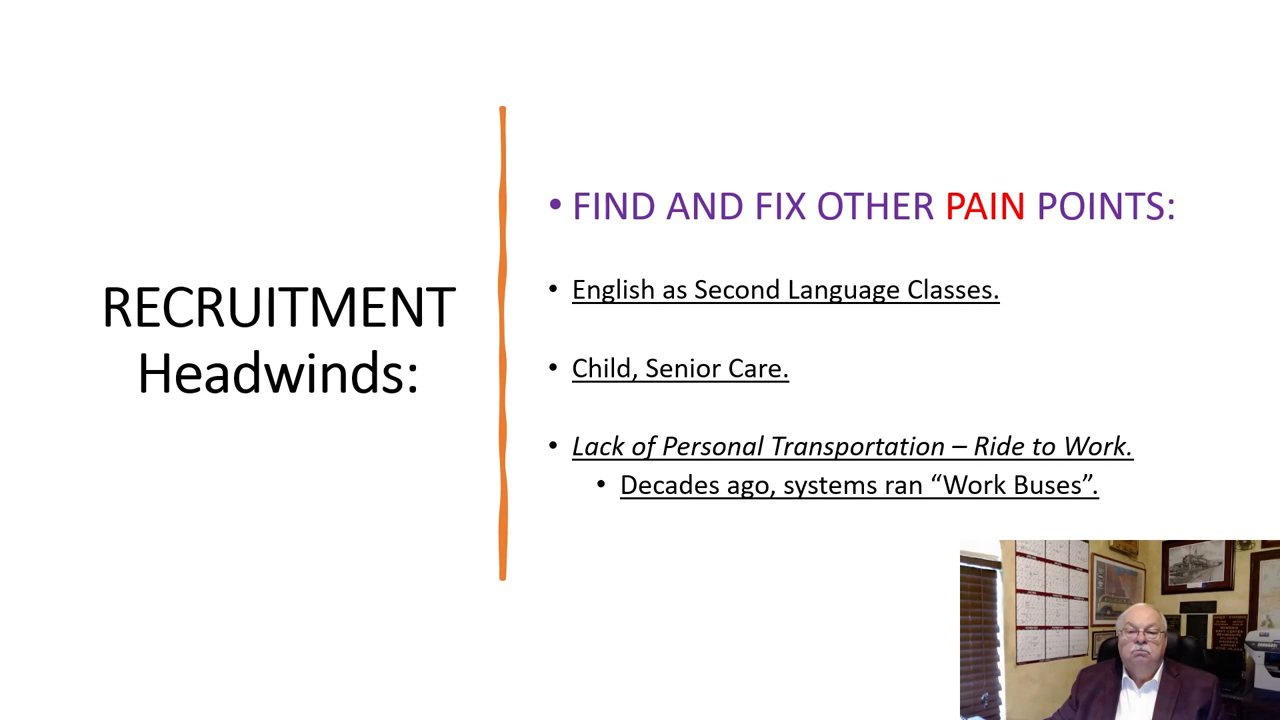 RECRUITMENT
Headwinds:
• FIND AND FIX OTHER PAIN POINTS:
• English as Second Language Classes.
• Child, Senior Care.
• Lack of Personal Transportation – Ride to Work.
• Decades ago, systems ran “Work Buses”.